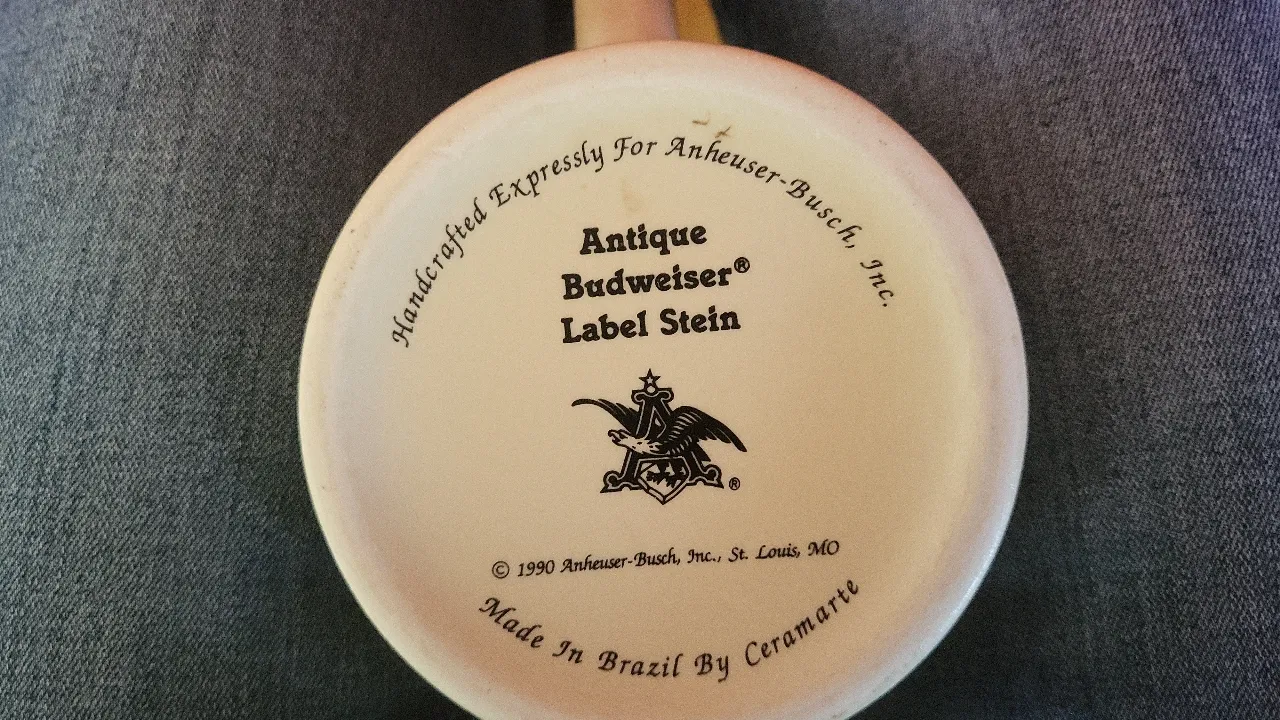 Handcrafted Expressly For Anheuser-Busch, Inc.
Antique
Budweiser®
Label Stein
A
®
© 1990 Anheuser-Busch, Inc., St. Louis, MO
Made In Brazil By Ceramarte